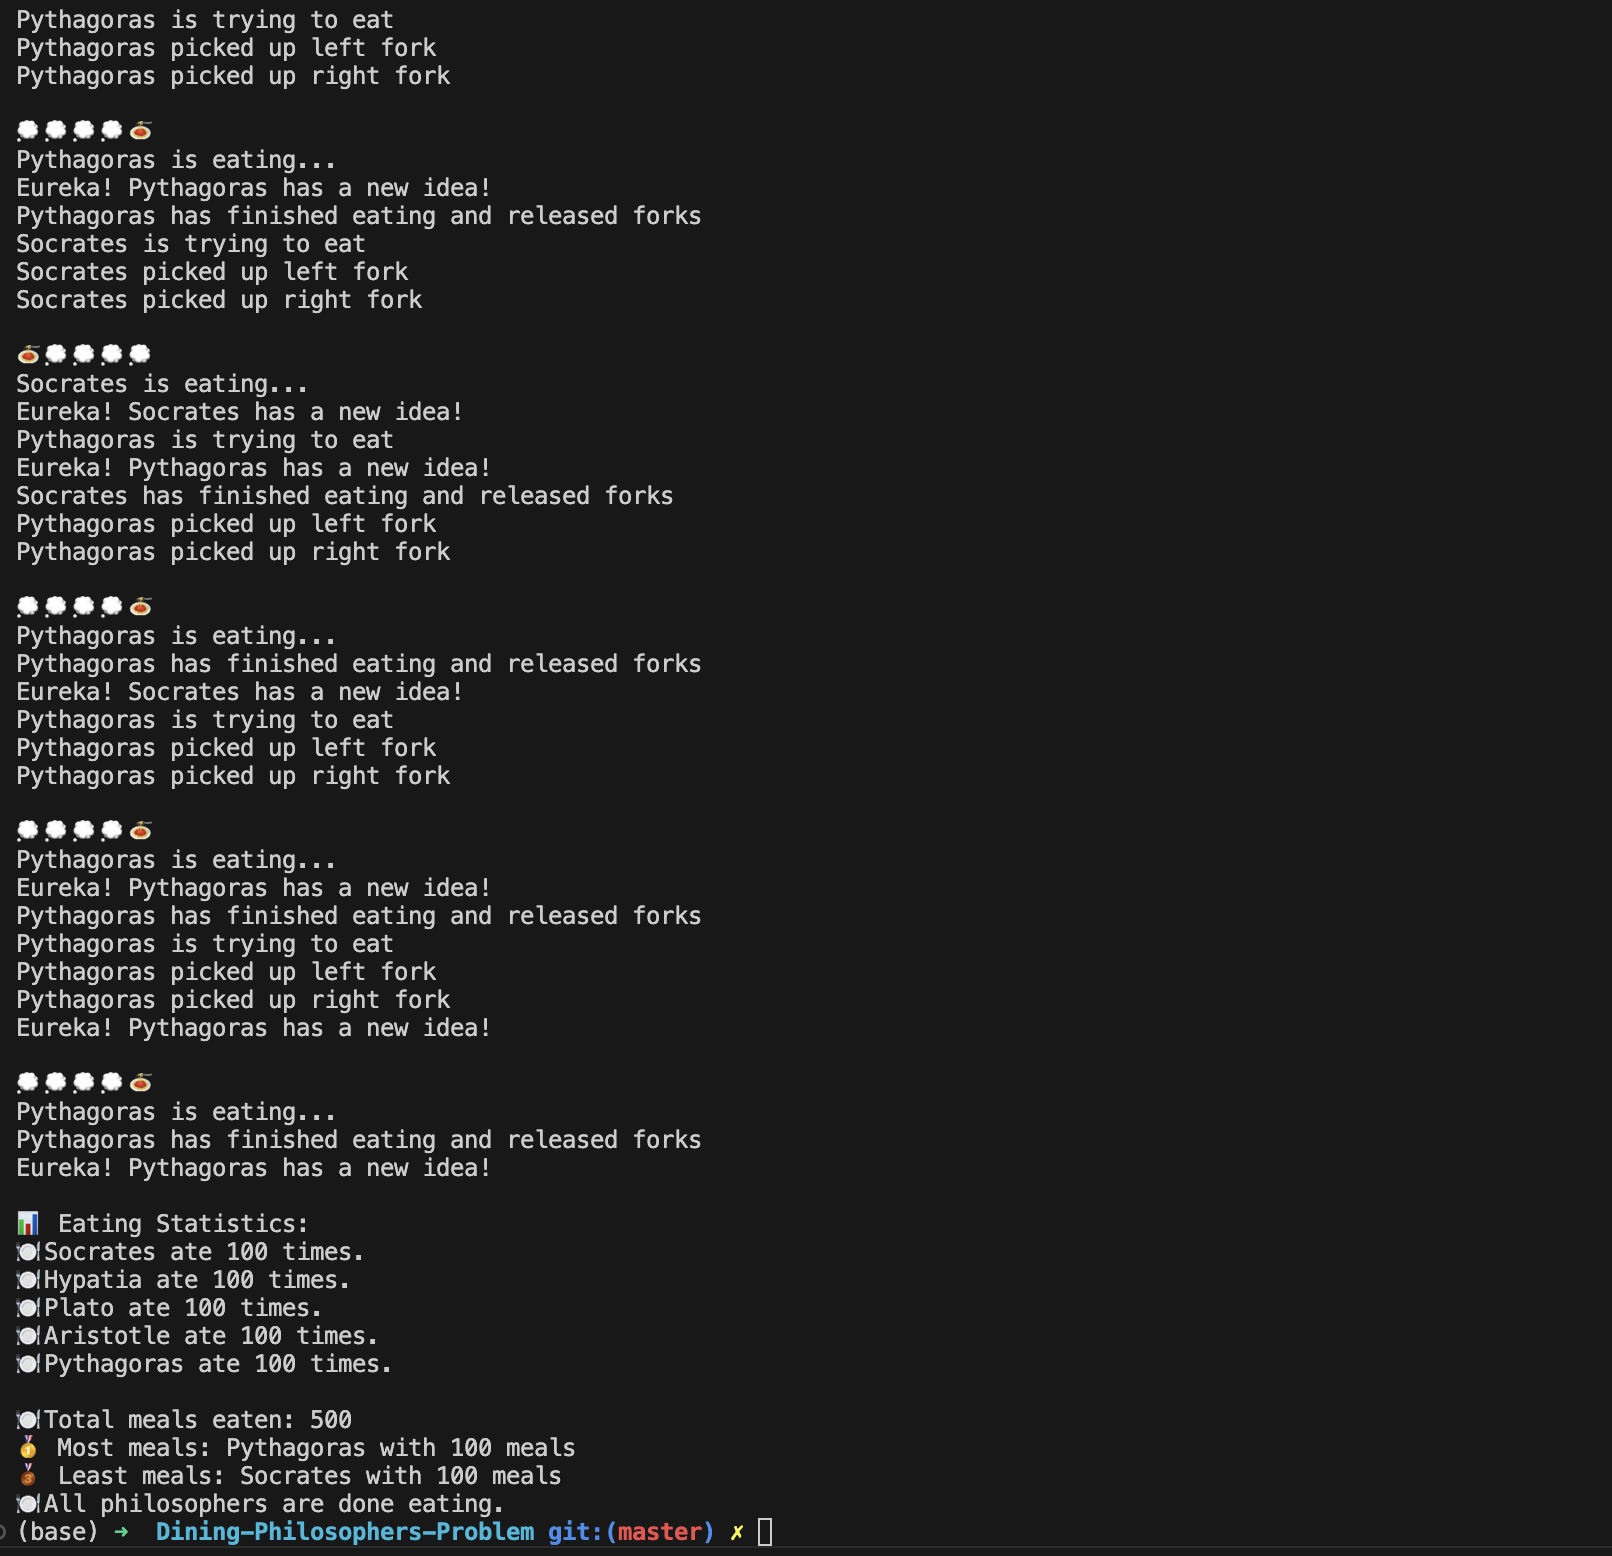 Pythagoras is trying to eat
Pythagoras picked up left fork
Pythagoras picked up right fork
💭💭💭💭🍝
Pythagoras is eating...
Eureka! Pythagoras has a new idea!
Pythagoras has finished eating and released forks
Socrates is trying to eat
Socrates picked up left fork
Socrates picked up right fork
🍝💭💭💭💭
Socrates is eating...
Eureka! Socrates has a new idea!
Pythagoras is trying to eat
Eureka! Pythagoras has a new idea!
Socrates has finished eating and released forks
Pythagoras picked up left fork
Pythagoras picked up right fork
💭💭💭💭🍝
Pythagoras is eating...
Pythagoras has finished eating and released forks
Eureka! Socrates has a new idea!
Pythagoras is trying to eat
Pythagoras picked up left fork
Pythagoras picked up right fork
💭💭💭💭🍝
Pythagoras is eating...
Eureka! Pythagoras has a new idea!
Pythagoras has finished eating and released forks
Pythagoras is trying to eat
Pythagoras picked up left fork
Pythagoras picked up right fork
Eureka! Pythagoras has a new idea!
💭💭💭💭🍝
Pythagoras is eating...
Pythagoras has finished eating and released forks
Eureka! Pythagoras has a new idea!
📊 Eating Statistics:
🍽Socrates ate 100 times.
🍽Hypatia ate 100 times.
🍽Plato ate 100 times.
🍽Aristotle ate 100 times.
🍽Pythagoras ate 100 times.
🍽Total meals eaten: 500
🥇 Most meals: Pythagoras with 100 meals
🥉 Least meals: Socrates with 100 meals
🍽All philosophers are done eating.
(base) ➜ Dining-Philosophers-Problem git:(master) ✗